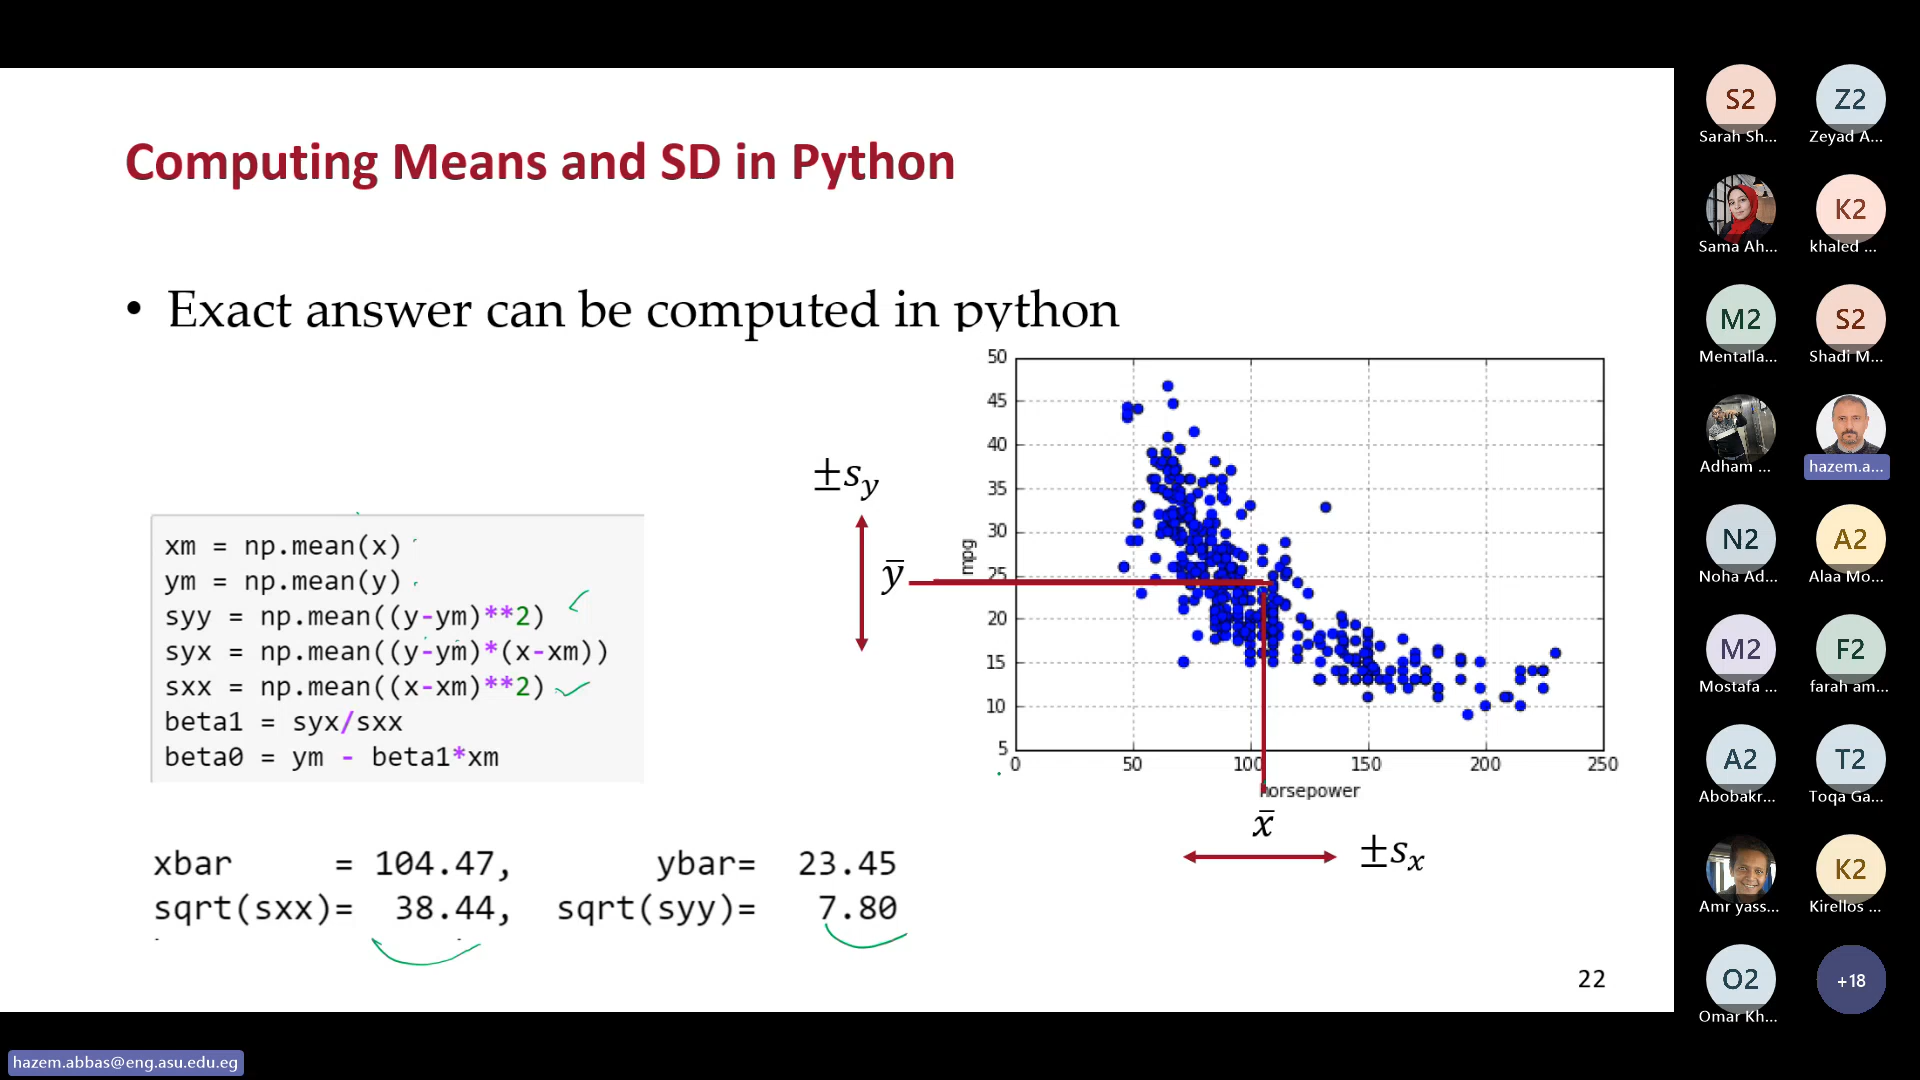 Computing Means and SD in Python
• Exact answer can be computed in python
xm = np.mean(x)
ym = np.mean(y)
syy = np.mean((y-ym)**2)
syx = np.mean((y-ym)*(x-xm))
sxx = np.mean((x-xm)**2)
beta1 = syx/sxx
beta0 = ym - beta1*xm
xbar = 104.47, ybar= 23.45
sqrt(sxx)= 38.44, sqrt(syy)= 7.80
±s_y
ȳ
mpg
50
45
40
35
30
25
20
15
10
5
0 50 100 150 200 250
horsepower
x̄
±s_x
22
S2 Z2
Sarah Sh... Zeyad A...
K2
Sama Ah... khaled ...
M2 S2
Mentalla... Shadi M...
Adham ... hazem.a...
N2 A2
Noha Ad... Alaa Mo...
M2 F2
Mostafa ... farah am...
A2 T2
Abobakr... Toqa Ga...
K2
Amr yass... Kirellos ...
O2 +18
Omar Kh...
hazem.abbas@eng.asu.edu.eg